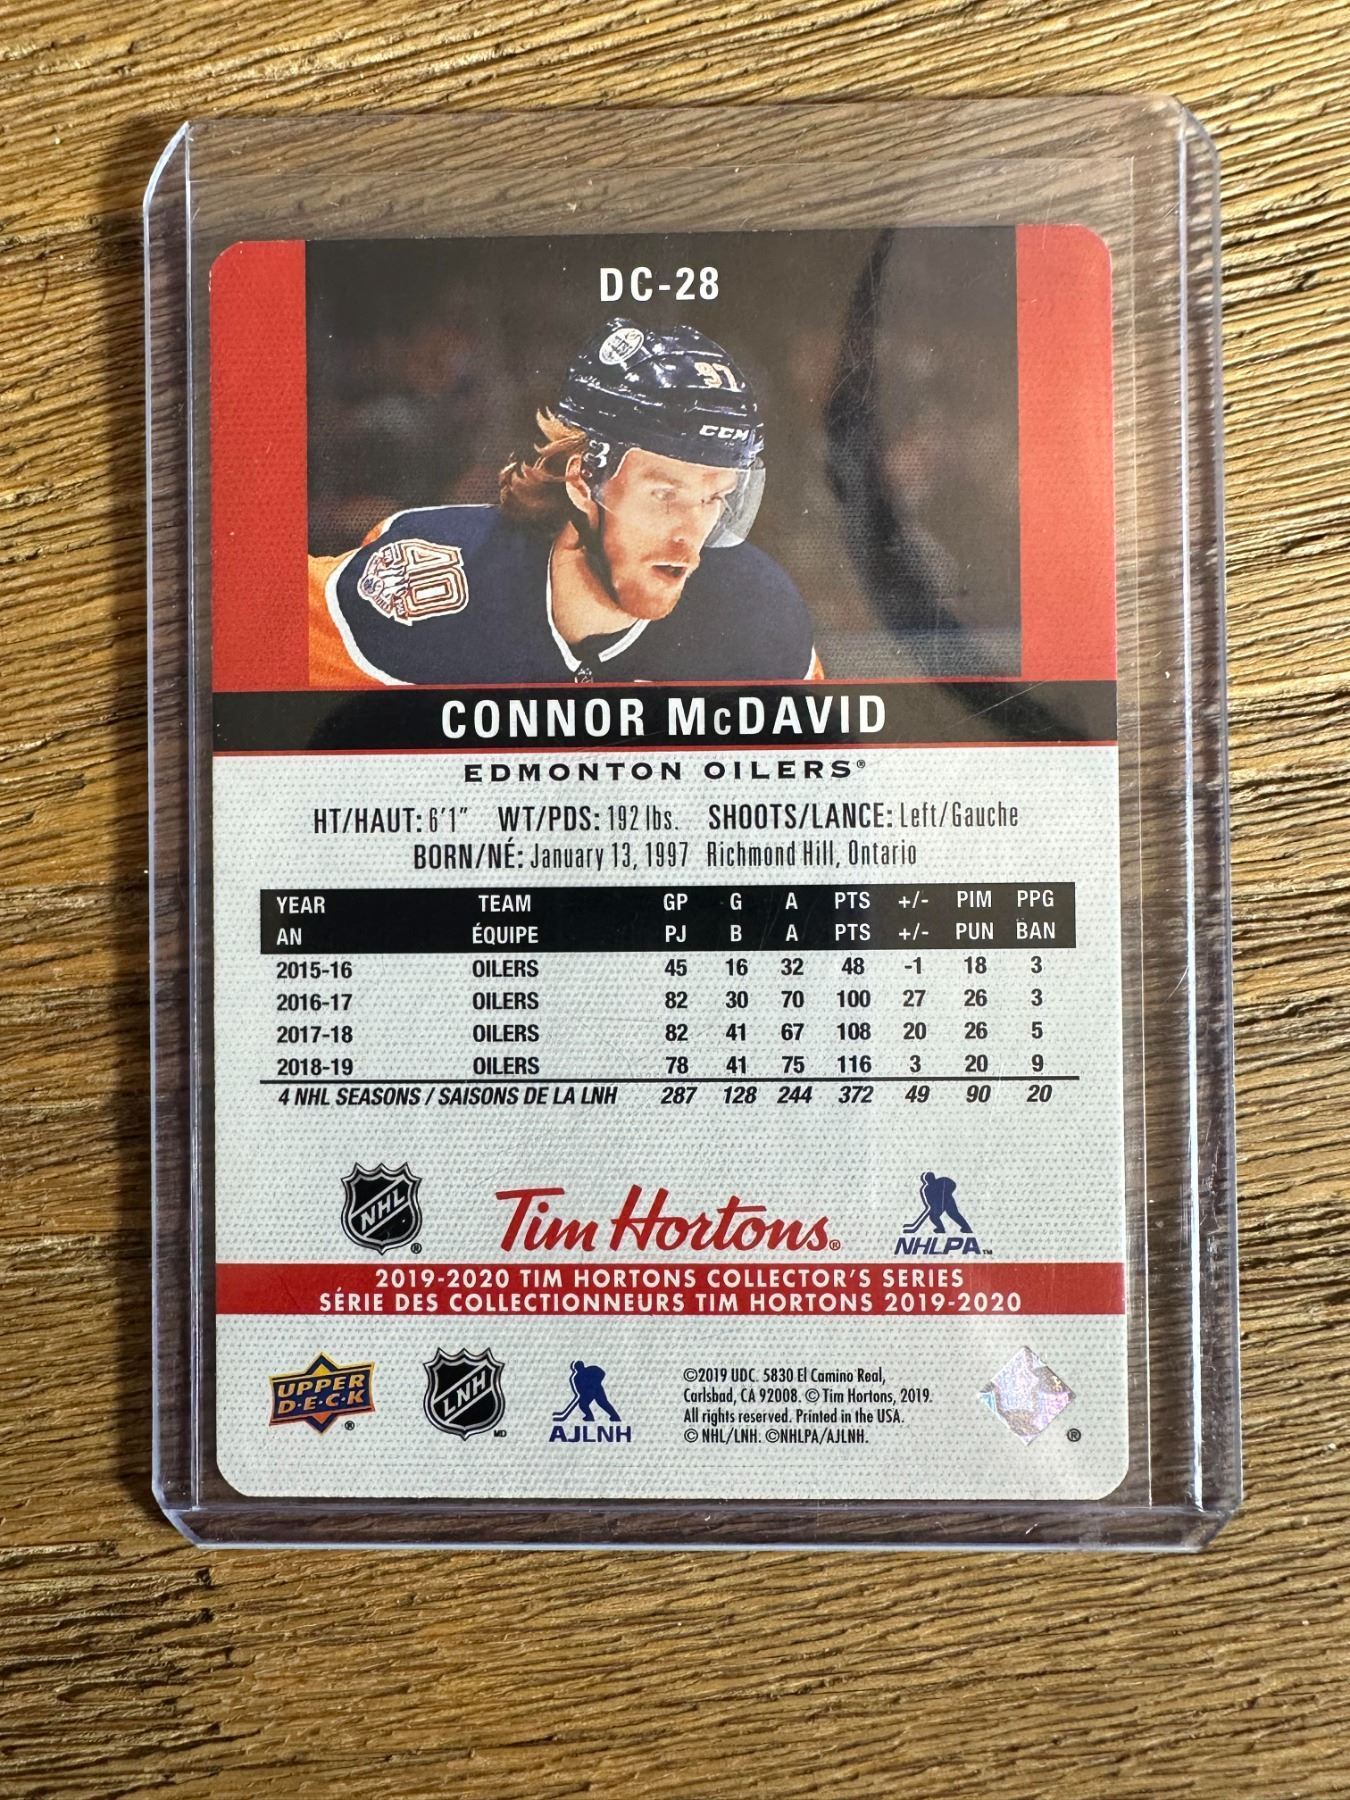 DC-28
97
CCM
40
CONNOR McDAVID
EDMONTON OILERS®
HT/HAUT: 6'1" WT/PDS: 192 lbs. SHOOTS/LANCE: Left/Gauche
BORN/NÉ: January 13, 1997 Richmond Hill, Ontario
YEAR TEAM GP G A PTS +/- PIM PPG
AN ÉQUIPE PJ B A PTS +/- PUN BAN
2015-16 OILERS 45 16 32 48 -1 18 3
2016-17 OILERS 82 30 70 100 27 26 3
2017-18 OILERS 82 41 67 108 20 26 5
2018-19 OILERS 78 41 75 116 3 20 9
4 NHL SEASONS / SAISONS DE LA LNH 287 128 244 372 49 90 20
NHL® Tim Hortons® NHLPA™
2019-2020 TIM HORTONS COLLECTOR'S SERIES
SÉRIE DES COLLECTIONNEURS TIM HORTONS 2019-2020
UPPER
D•E•C•K®
LNH MD
AJLNH
©2019 UDC. 5830 El Camino Real,
Carlsbad, CA 92008. © Tim Hortons, 2019.
All rights reserved. Printed in the USA.
© NHL/LNH. ©NHLPA/AJLNH.
®